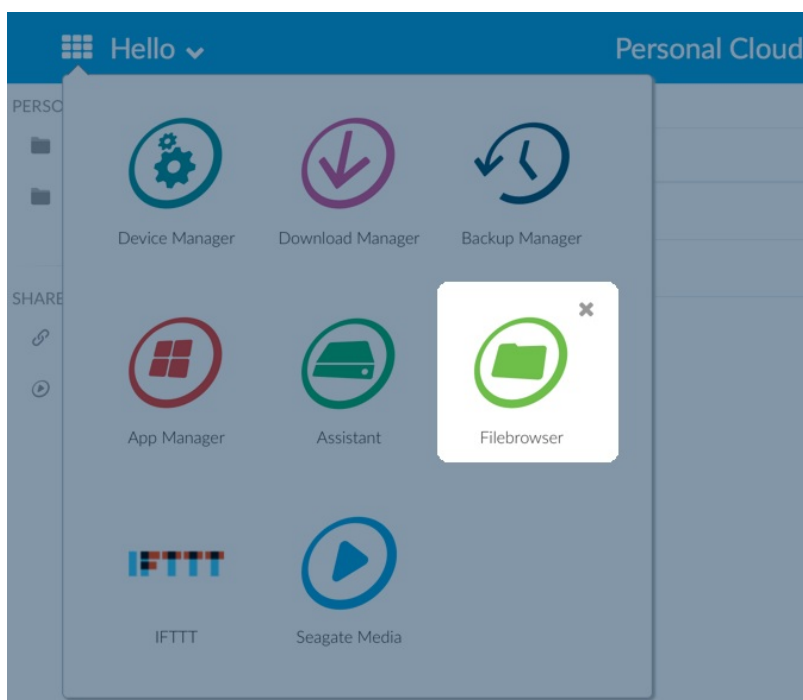 Hello
Personal Cloud
PERSO
Device Manager
Download Manager
Backup Manager
SHARE
App Manager
Assistant
Filebrowser
IFTTT
IFTTT
Seagate Media